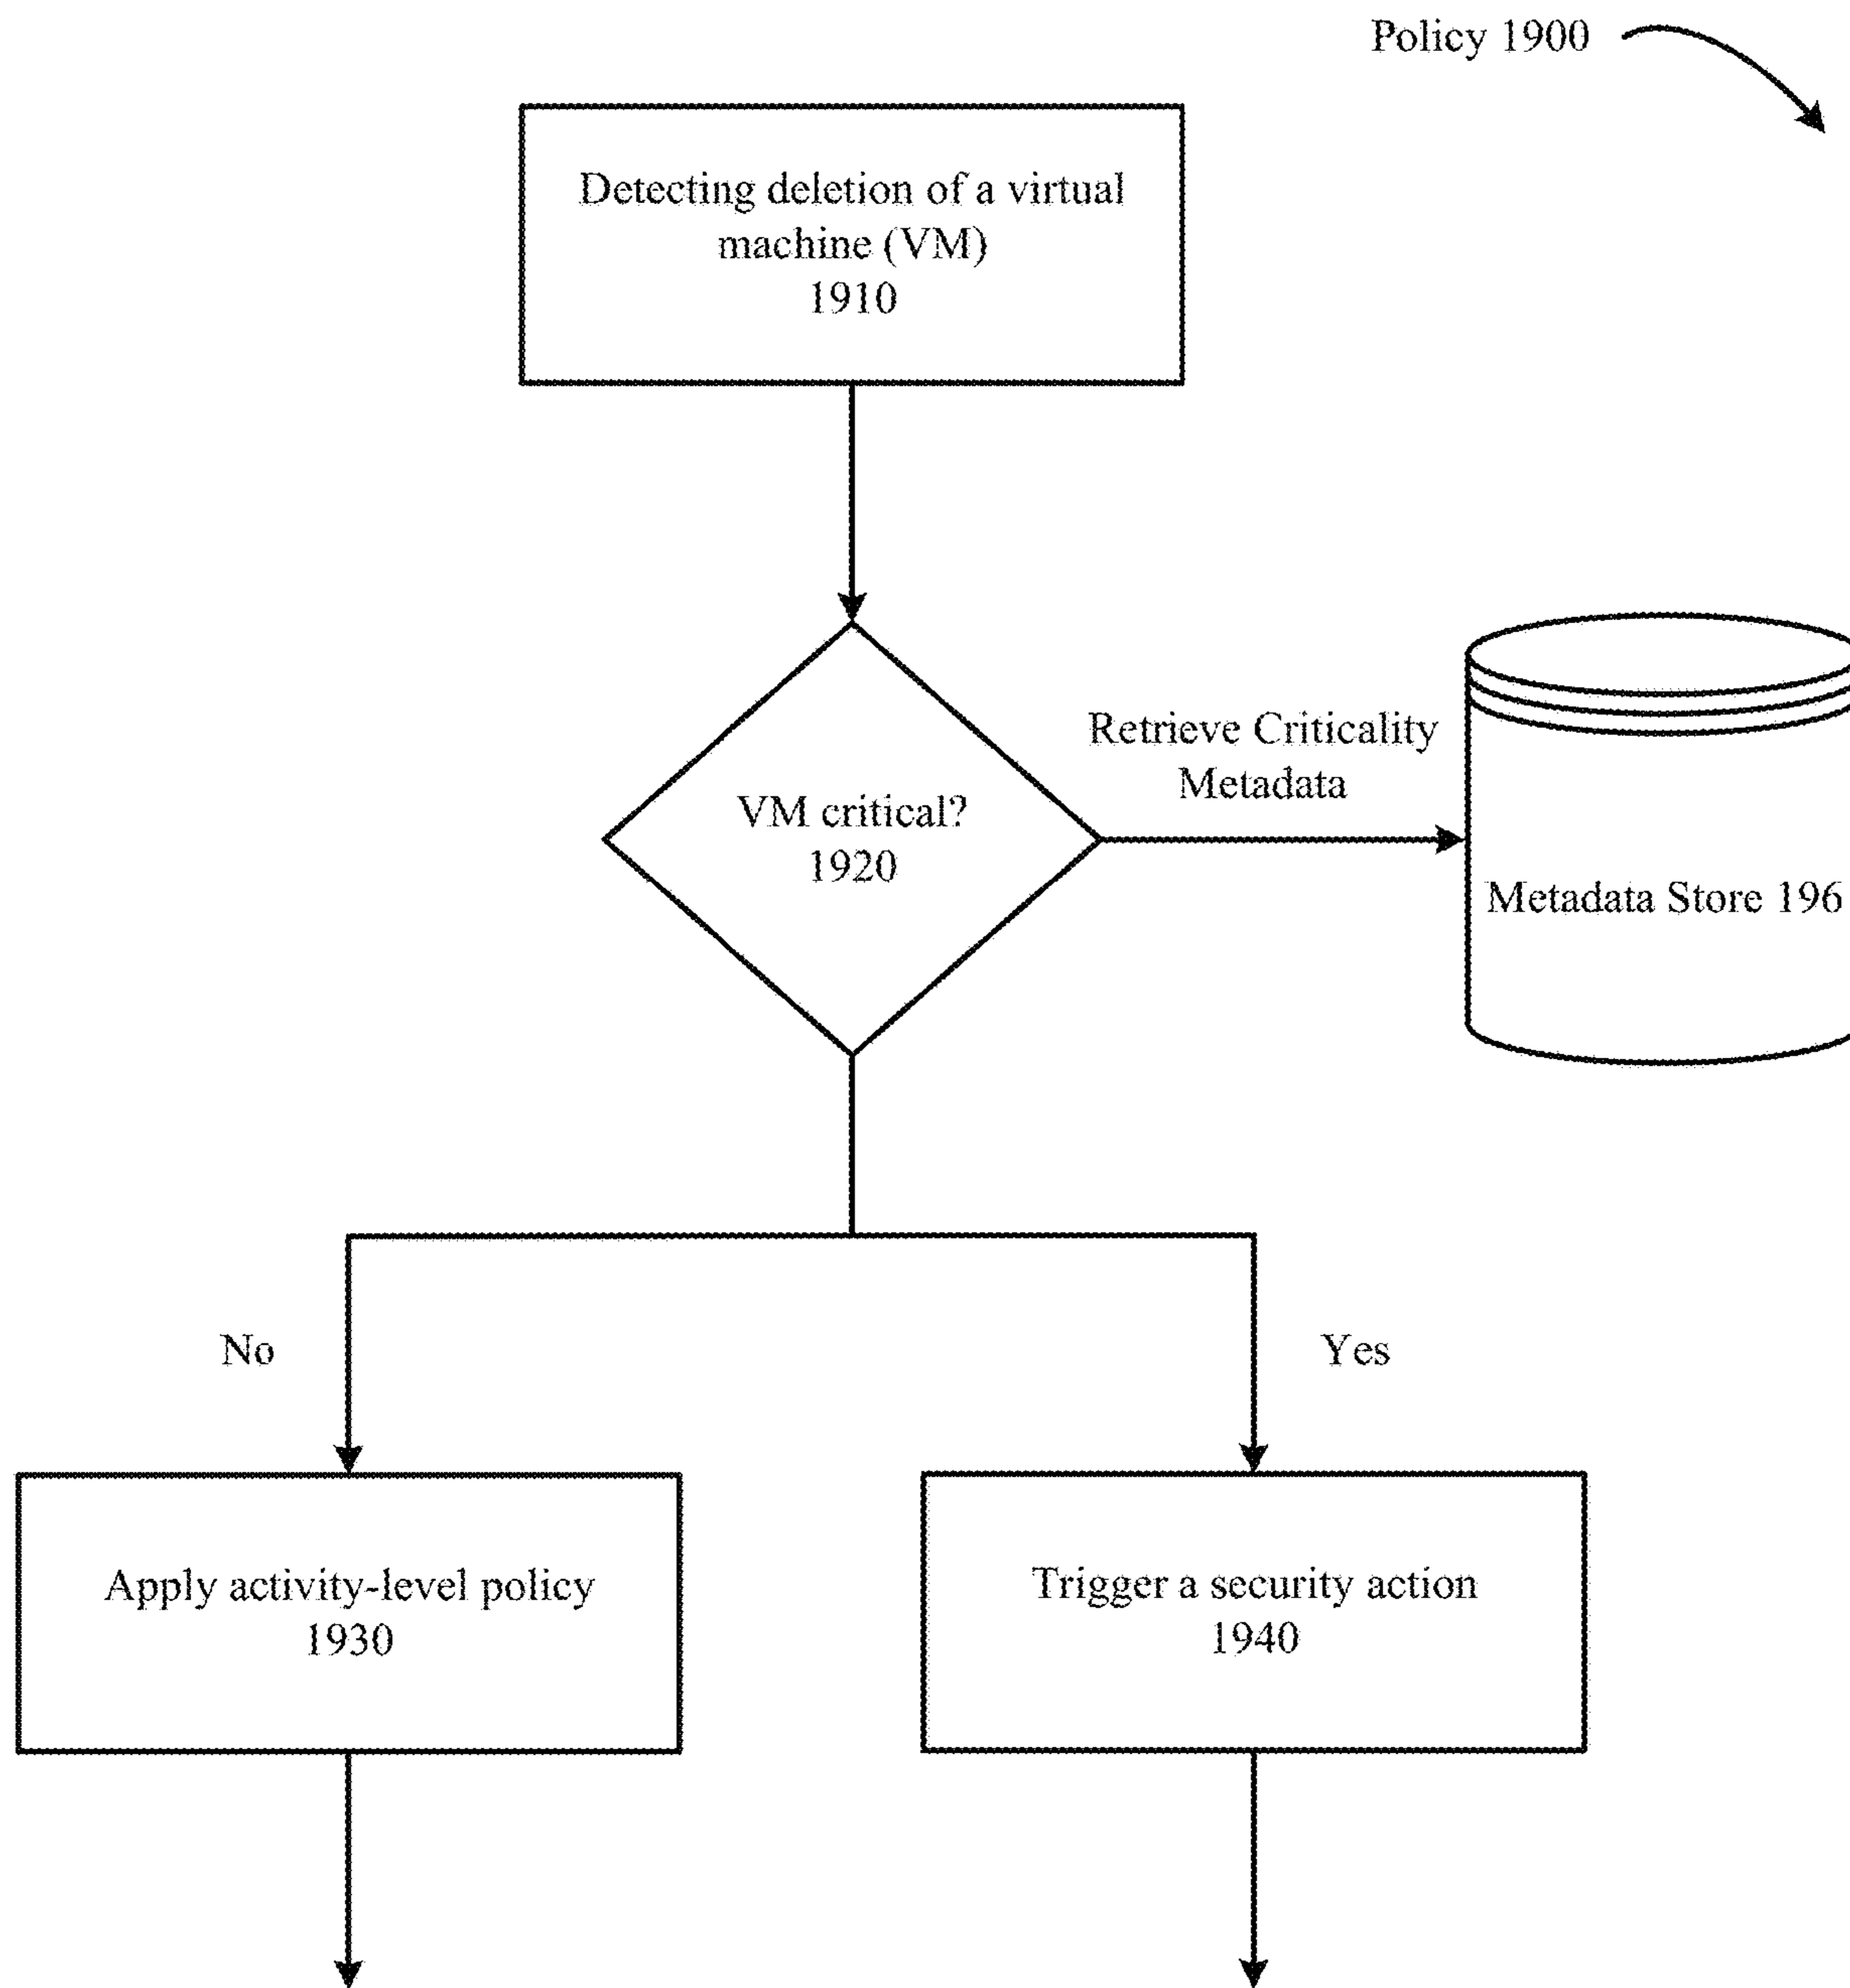 Policy 1900
Detecting deletion of a virtual
machine (VM)
1910
Retrieve Criticality
Metadata
VM critical?
1920
Metadata Store 196
No
Yes
Apply activity-level policy
1930
Trigger a security action
1940